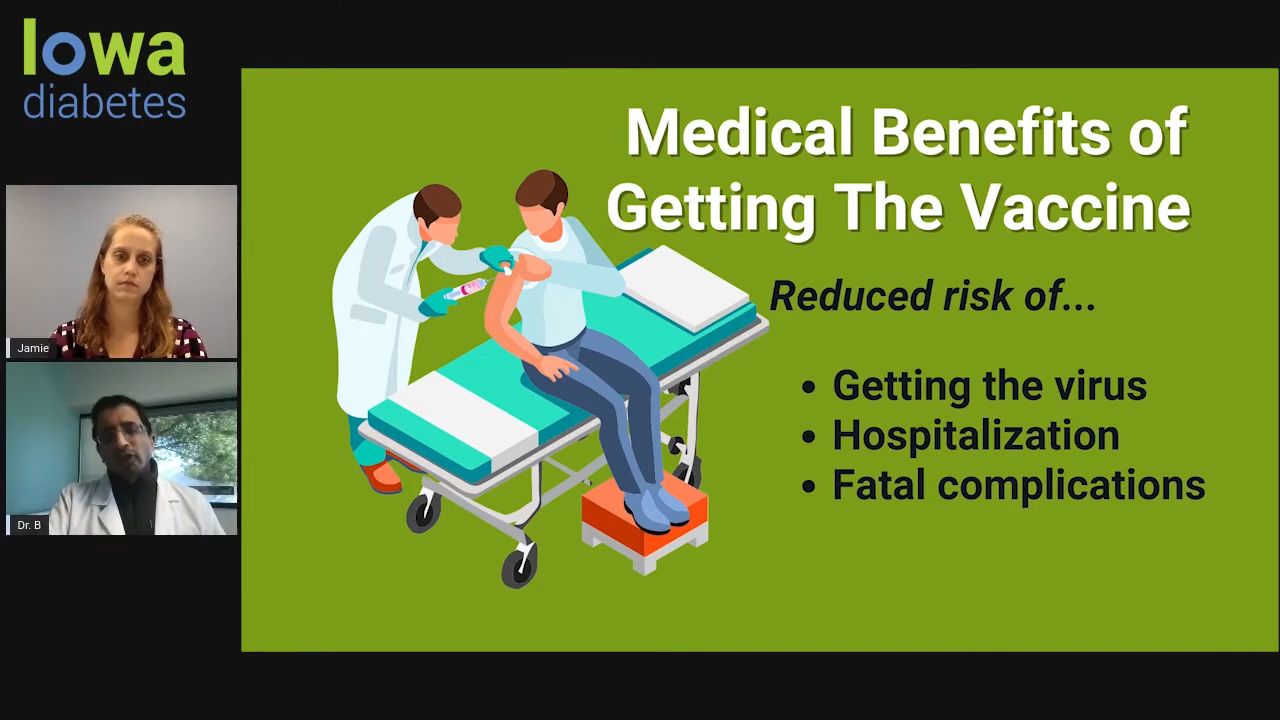 Iowa
diabetes
Jamie
Dr. B
Medical Benefits of
Getting The Vaccine
Reduced risk of...
• Getting the virus
• Hospitalization
• Fatal complications